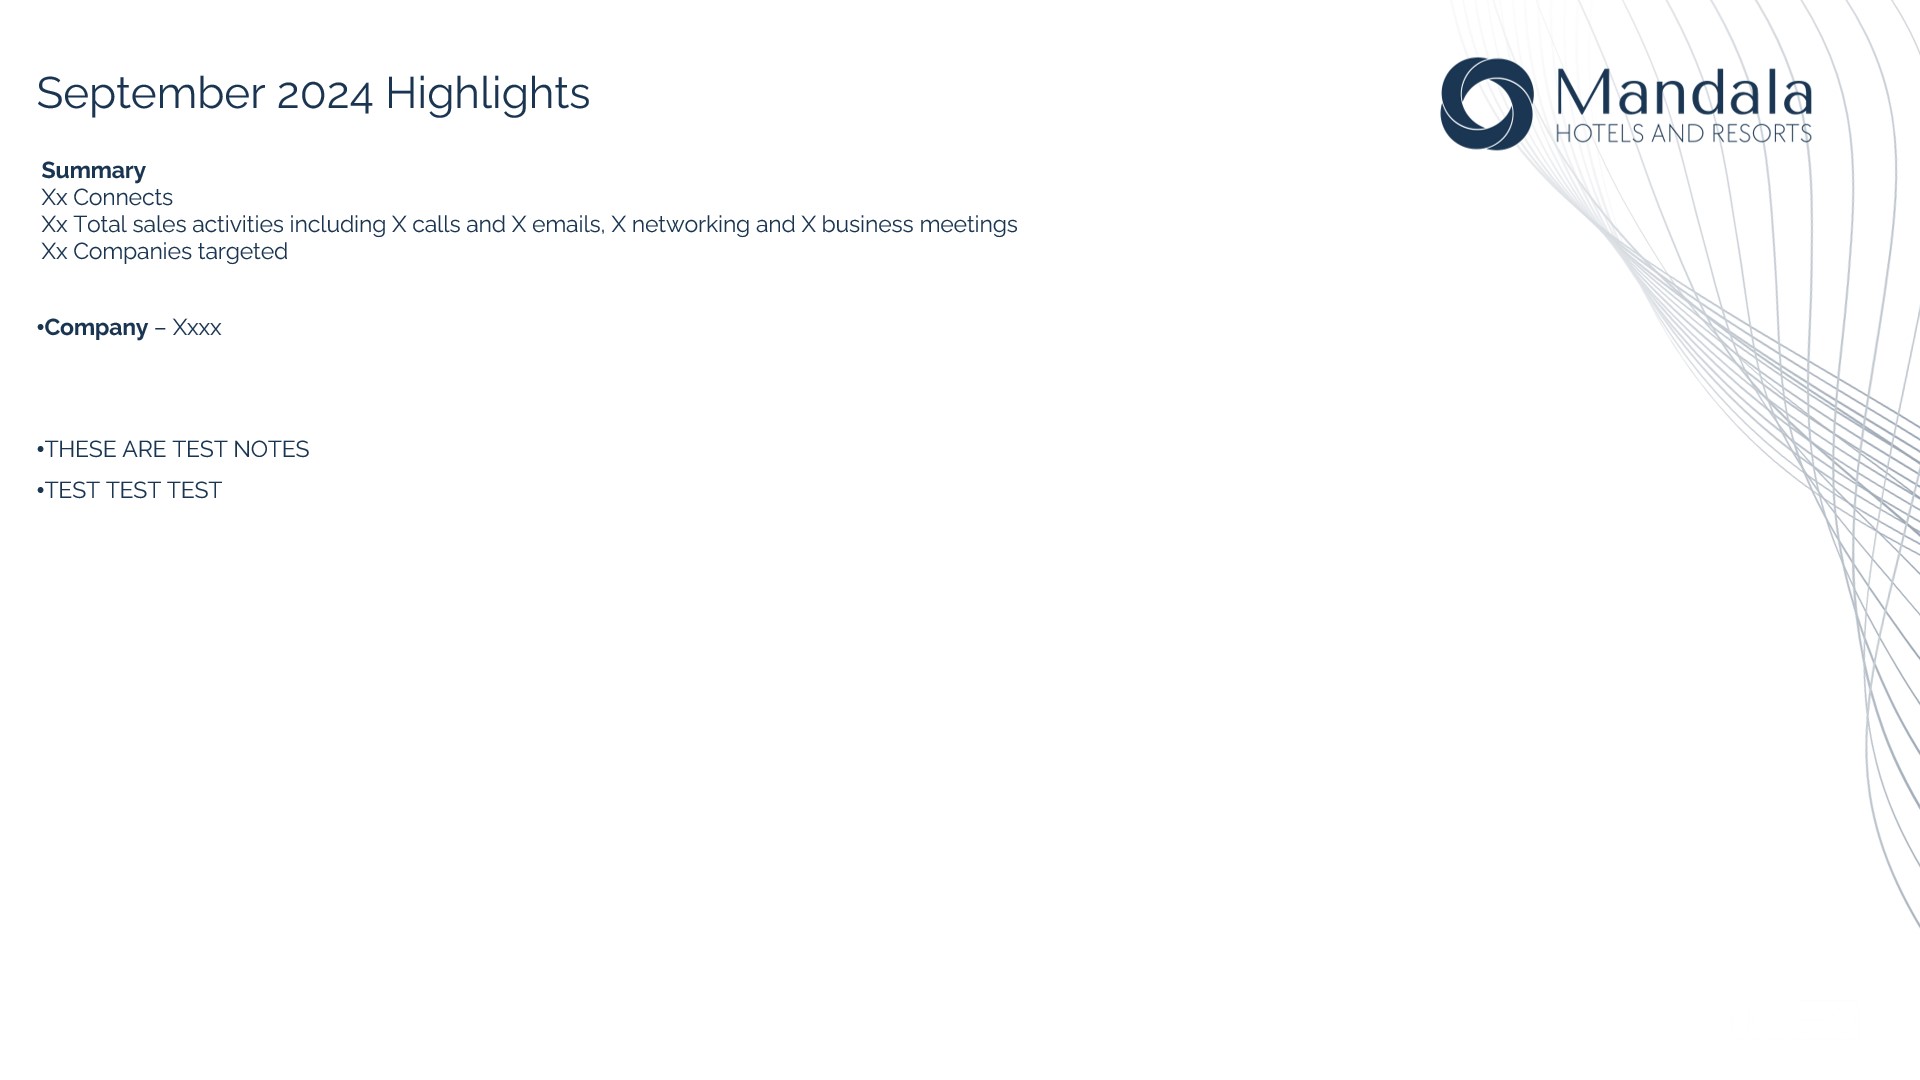 September 2024 Highlights
Mandala
HOTELS AND RESORTS
Summary
Xx Connects
Xx Total sales activities including X calls and X emails, X networking and X business meetings
Xx Companies targeted
•Company – Xxxx
•THESE ARE TEST NOTES
•TEST TEST TEST